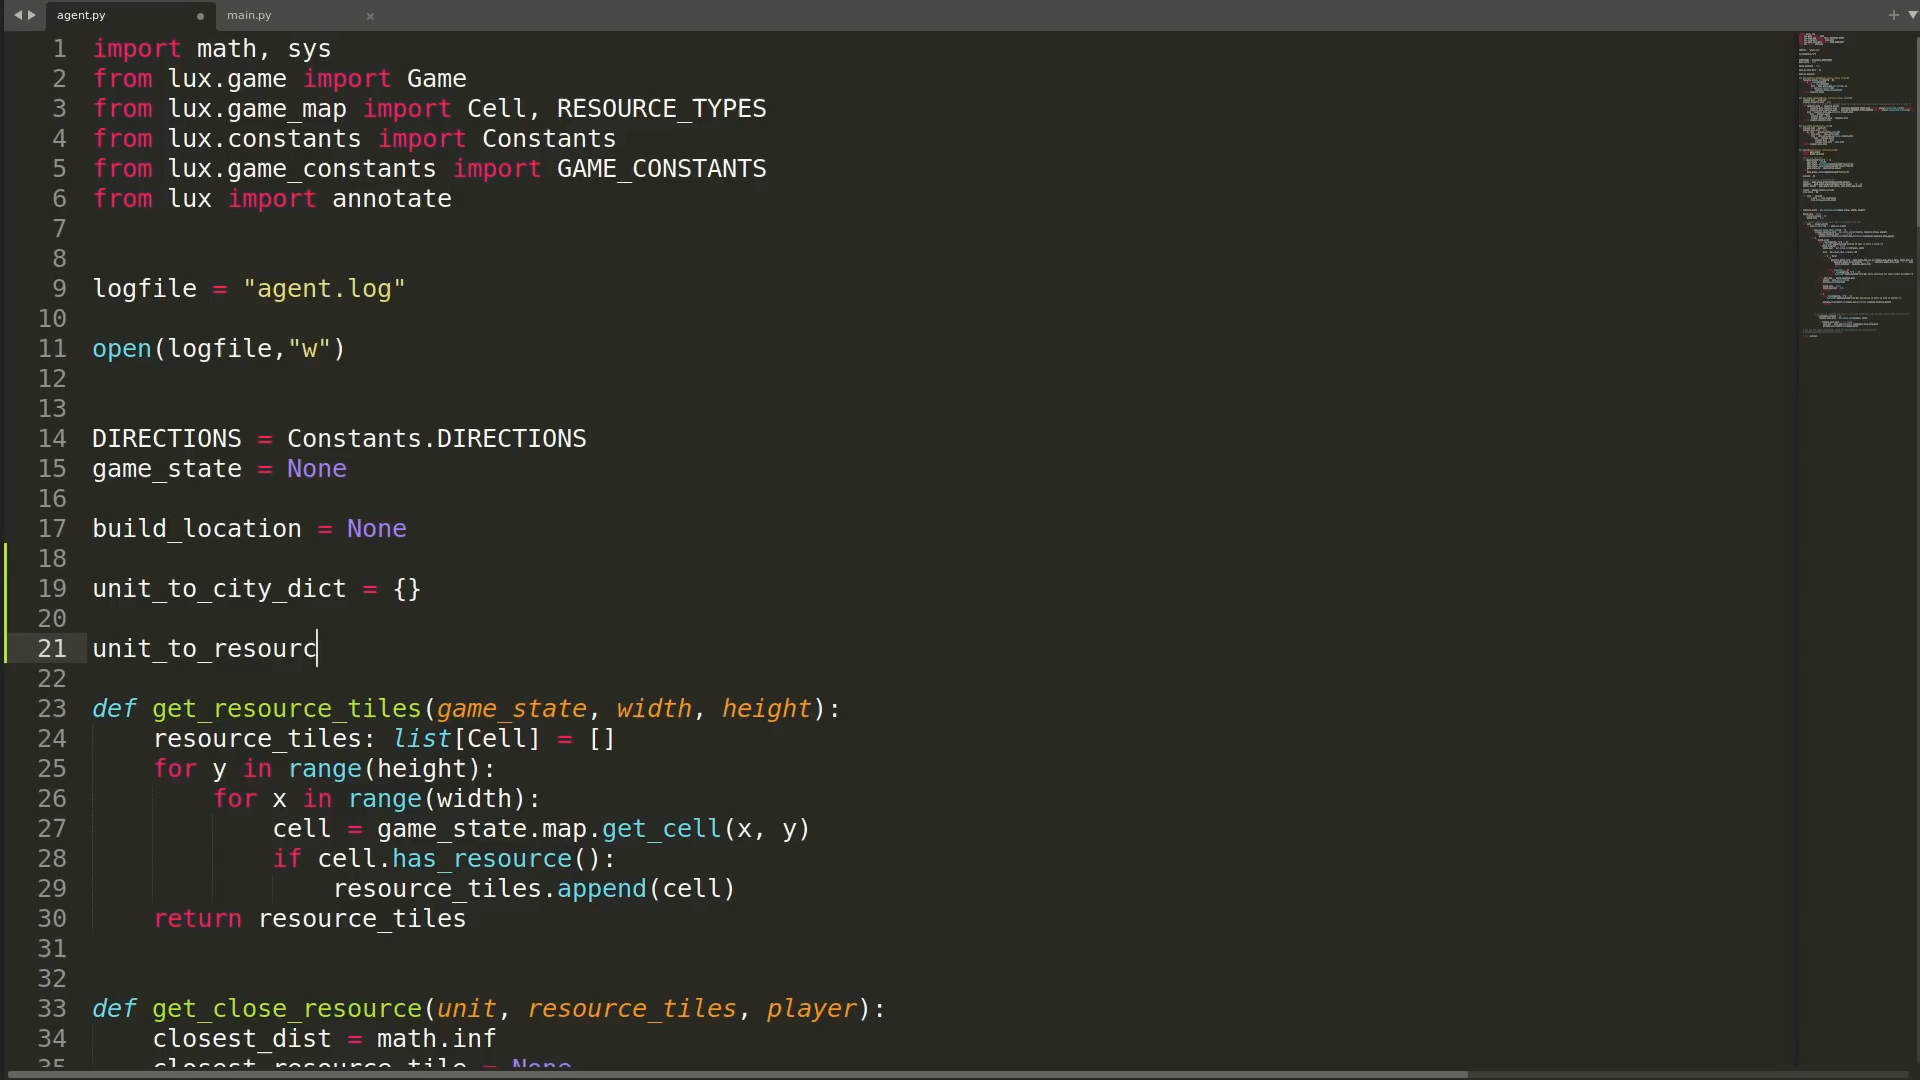 agent.py
main.py
1 import math, sys
2 from lux.game import Game
3 from lux.game_map import Cell, RESOURCE_TYPES
4 from lux.constants import Constants
5 from lux.game_constants import GAME_CONSTANTS
6 from lux import annotate
7
8
9 logfile = "agent.log"
10
11 open(logfile,"w")
12
13
14 DIRECTIONS = Constants.DIRECTIONS
15 game_state = None
16
17 build_location = None
18
19 unit_to_city_dict = {}
20
21 unit_to_resourc
22
23 def get_resource_tiles(game_state, width, height):
24     resource_tiles: list[Cell] = []
25     for y in range(height):
26         for x in range(width):
27             cell = game_state.map.get_cell(x, y)
28             if cell.has_resource():
29                 resource_tiles.append(cell)
30     return resource_tiles
31
32
33 def get_close_resource(unit, resource_tiles, player):
34     closest_dist = math.inf
35     closest_resource_tile = None